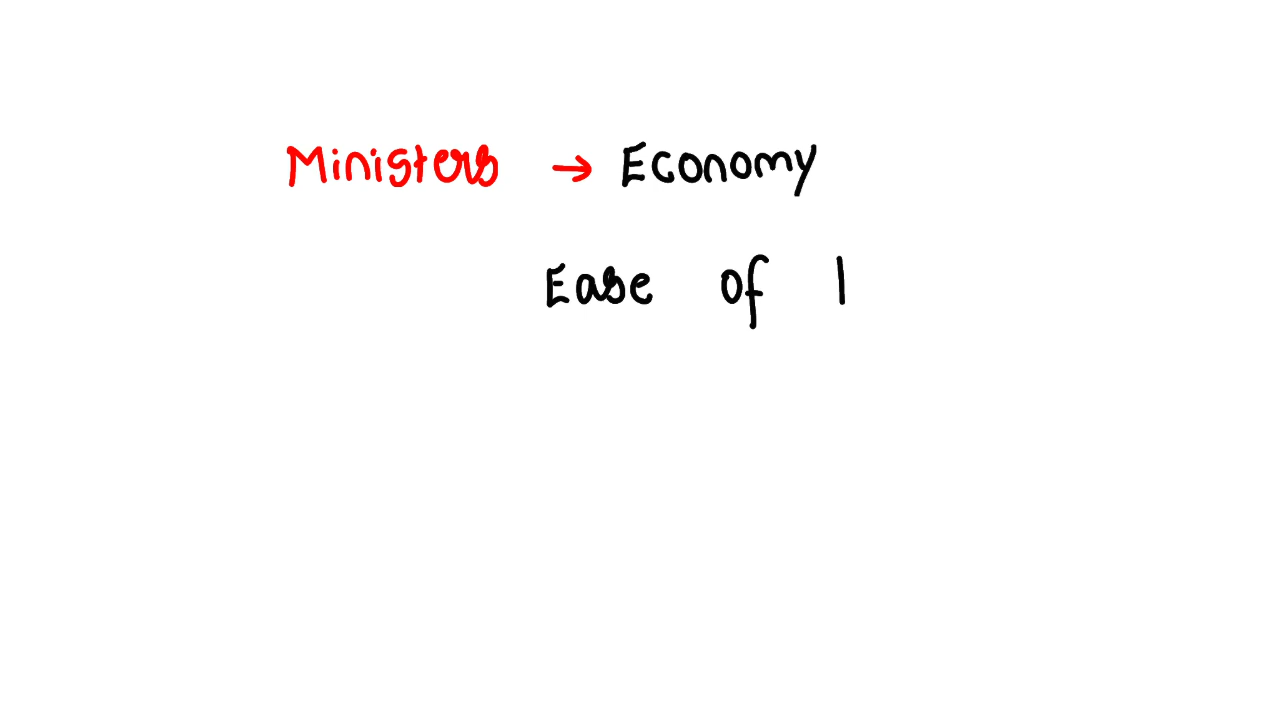 Ministers → Economy
Ease of